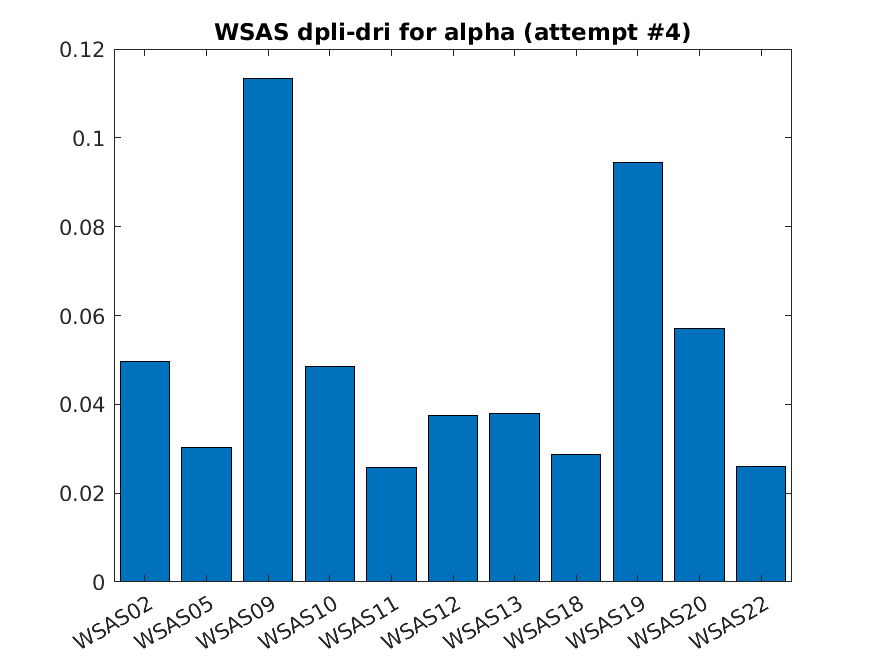 WSAS dpli-dri for alpha (attempt #4)
0.12
0.1
0.08
0.06
0.04
0.02
0
WSAS02
WSAS05
WSAS09
WSAS10
WSAS11
WSAS12
WSAS13
WSAS18
WSAS19
WSAS20
WSAS22